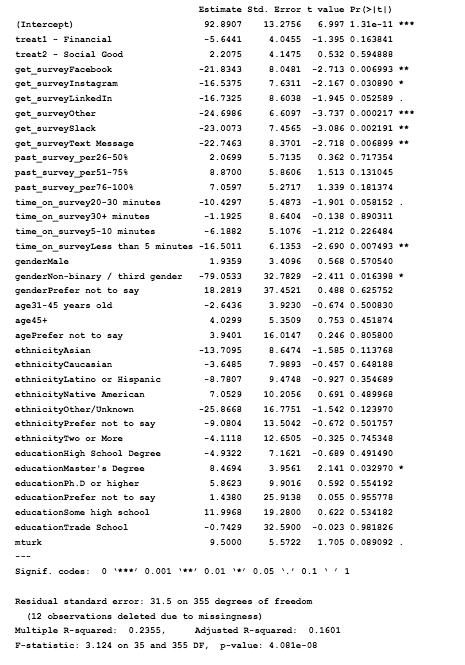 Estimate Std. Error t value Pr(>|t|)
(Intercept) 92.8907 13.2756 6.997 1.31e-11 ***
treat1 - Financial -5.6441 4.0455 -1.395 0.163841
treat2 - Social Good 2.2075 4.1475 0.532 0.594888
get_surveyFacebook -21.8343 8.0481 -2.713 0.006993 **
get_surveyInstagram -16.5375 7.6311 -2.167 0.030890 *
get_surveyLinkedIn -16.7325 8.6038 -1.945 0.052589 .
get_surveyOther -24.6986 6.6097 -3.737 0.000217 ***
get_surveySlack -23.0073 7.4565 -3.086 0.002191 **
get_surveyText Message -22.7463 8.3701 -2.718 0.006899 **
past_survey_per26-50% 2.0699 5.7135 0.362 0.717354
past_survey_per51-75% 8.8700 5.8606 1.513 0.131045
past_survey_per76-100% 7.0597 5.2717 1.339 0.181374
time_on_survey20-30 minutes -10.4297 5.4873 -1.901 0.058152 .
time_on_survey30+ minutes -1.1925 8.6404 -0.138 0.890311
time_on_survey5-10 minutes -6.1882 5.1076 -1.212 0.226484
time_on_surveyLess than 5 minutes -16.5011 6.1353 -2.690 0.007493 **
genderMale 1.9359 3.4096 0.568 0.570540
genderNon-binary / third gender -79.0533 32.7829 -2.411 0.016398 *
genderPrefer not to say 18.2819 37.4521 0.488 0.625752
age31-45 years old -2.6436 3.9230 -0.674 0.500830
age45+ 4.0299 5.3509 0.753 0.451874
agePrefer not to say 3.9401 16.0147 0.246 0.805800
ethnicityAsian -13.7095 8.6474 -1.585 0.113768
ethnicityCaucasian -3.6485 7.9893 -0.457 0.648188
ethnicityLatino or Hispanic -8.7807 9.4748 -0.927 0.354689
ethnicityNative American 7.0529 10.2056 0.691 0.489968
ethnicityOther/Unknown -25.8668 16.7751 -1.542 0.123970
ethnicityPrefer not to say -9.0804 13.5042 -0.672 0.501757
ethnicityTwo or More -4.1118 12.6505 -0.325 0.745348
educationHigh School Degree -4.9322 7.1621 -0.689 0.491490
educationMaster's Degree 8.4694 3.9561 2.141 0.032970 *
educationPh.D or higher 5.8623 9.9016 0.592 0.554192
educationPrefer not to say 1.4380 25.9138 0.055 0.955778
educationSome high school 11.9968 19.2800 0.622 0.534182
educationTrade School -0.7429 32.5900 -0.023 0.981826
mturk 9.5000 5.5722 1.705 0.089092 .
---
Signif. codes: 0 ‘***’ 0.001 ‘**’ 0.01 ‘*’ 0.05 ‘.’ 0.1 ‘ ’ 1
Residual standard error: 31.5 on 355 degrees of freedom
(12 observations deleted due to missingness)
Multiple R-squared: 0.2355, Adjusted R-squared: 0.1601
F-statistic: 3.124 on 35 and 355 DF, p-value: 4.081e-08